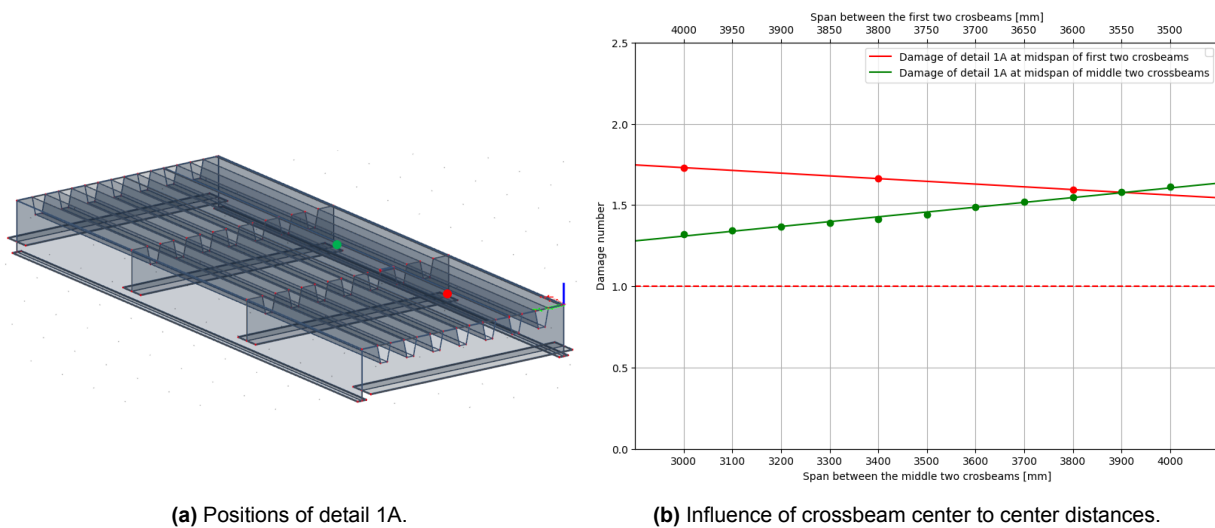 Span between the first two crosbeams [mm]
4000 3950 3900 3850 3800 3750 3700 3650 3600 3550 3500
2.5
Damage of detail 1A at midspan of first two crosbeams
Damage of detail 1A at midspan of middle two crossbeams
2.0
1.5
Damage number
1.0
0.5
0.0
3000 3100 3200 3300 3400 3500 3600 3700 3800 3900 4000
Span between the middle two crosbeams [mm]
(a) Positions of detail 1A.
(b) Influence of crossbeam center to center distances.